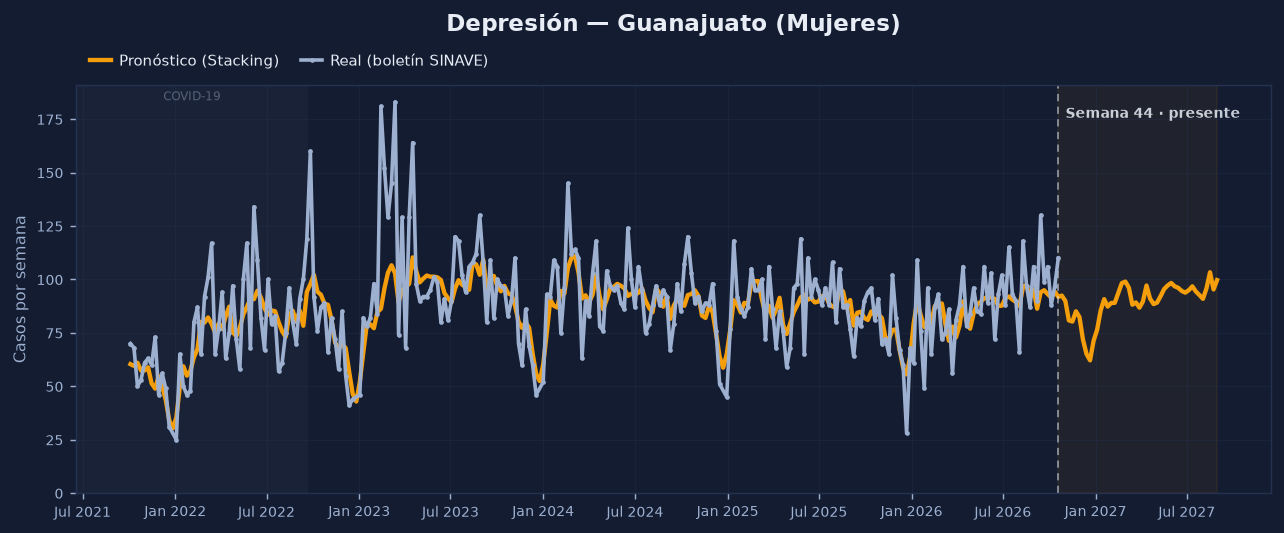 Depresión — Guanajuato (Mujeres)
Pronóstico (Stacking)
Real (boletín SINAVE)
COVID-19
Semana 44 · presente
Casos por semana
175
150
125
100
75
50
25
0
Jul 2021
Jan 2022
Jul 2022
Jan 2023
Jul 2023
Jan 2024
Jul 2024
Jan 2025
Jul 2025
Jan 2026
Jul 2026
Jan 2027
Jul 2027